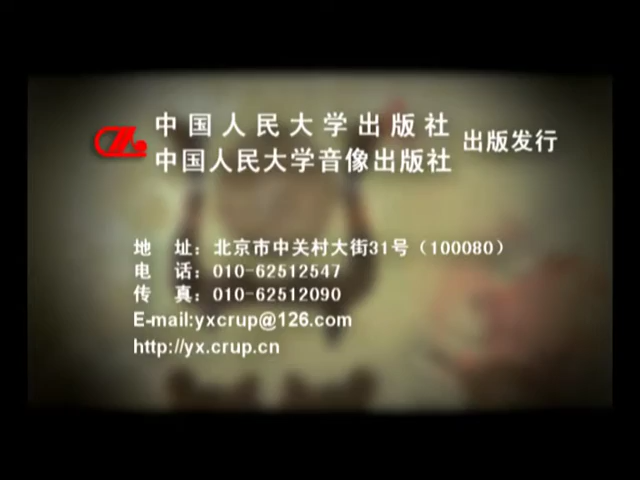 中国人民大学出版社
中国人民大学音像出版社 出版发行
地 址：北京市中关村大街31号（100080）
电 话：010-62512547
传 真：010-62512090
E-mail:yxcrup@126.com
http://yx.crup.cn